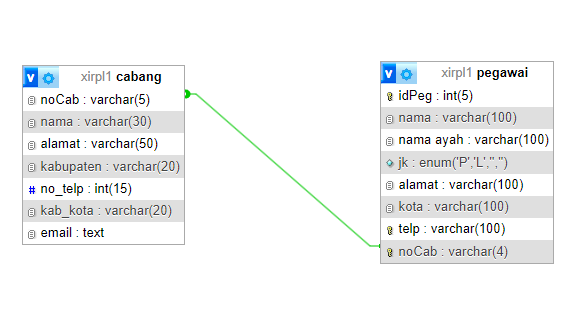 xirpl1 cabang
noCab : varchar(5)
nama : varchar(30)
alamat : varchar(50)
kabupaten : varchar(20)
# no_telp : int(15)
kab_kota : varchar(20)
email : text
xirpl1 pegawai
idPeg : int(5)
nama : varchar(100)
nama ayah : varchar(100)
jk : enum('P','L','','')
alamat : varchar(100)
kota : varchar(100)
telp : varchar(100)
noCab : varchar(4)